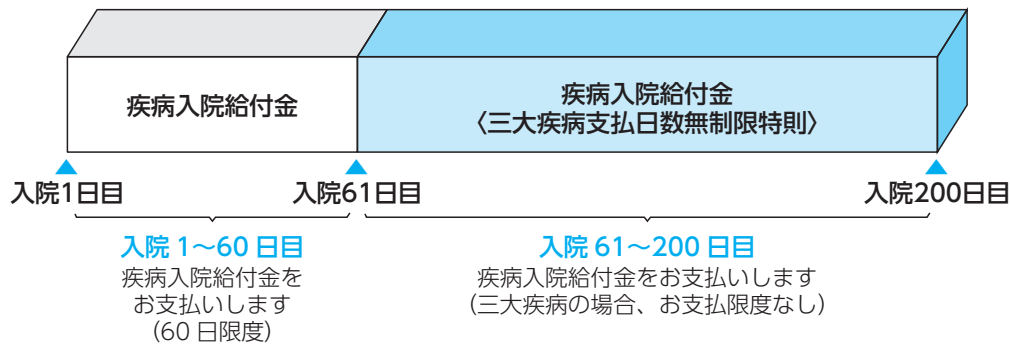 疾病入院給付金
疾病入院給付金
〈三大疾病支払日数無制限特則〉
入院1日目
入院61日目
入院200日目
入院 1〜60 日目
疾病入院給付金を
お支払いします
（60 日限度）
入院 61〜200 日目
疾病入院給付金をお支払いします
（三大疾病の場合、お支払限度なし）